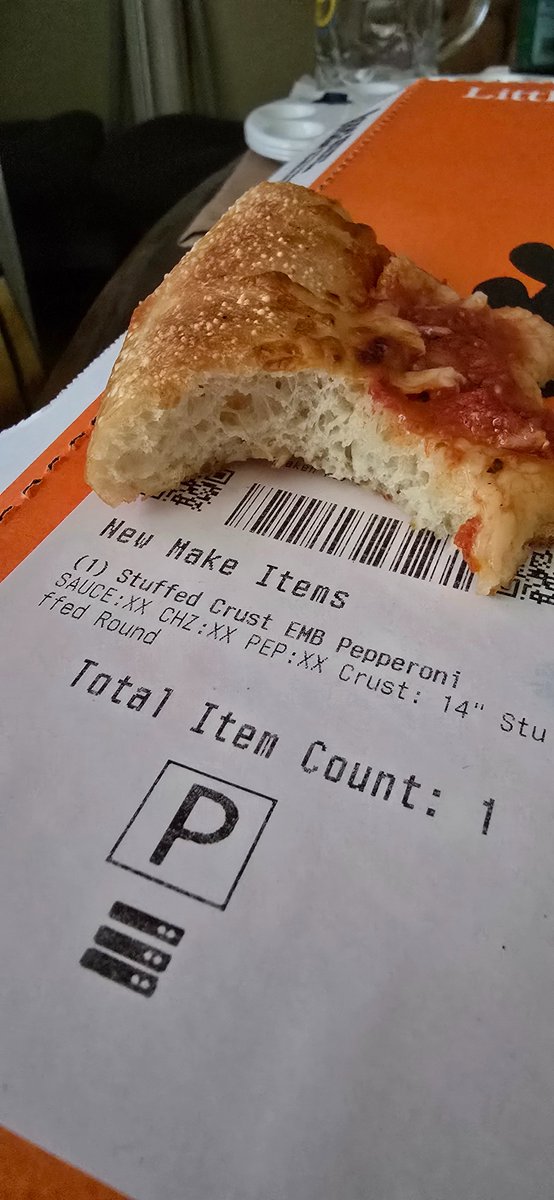 Litt
New Make Items
(1) Stuffed Crust EMB Pepperoni
SAUCE:XX CHZ:XX PEP:XX Crust: 14" Stu
ffed Round
Total Item Count: 1
P